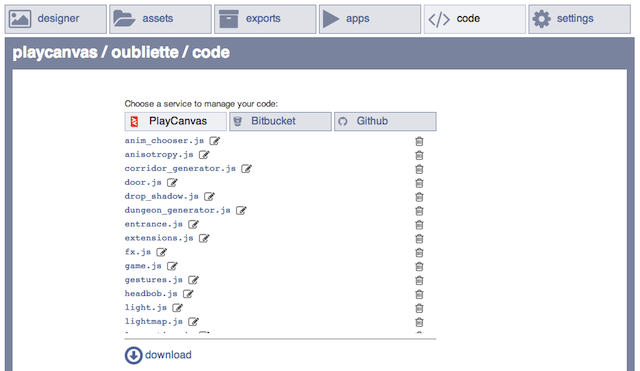 designer assets exports apps code settings
playcanvas / oubliette / code
Choose a service to manage your code:
PlayCanvas Bitbucket Github
anim_chooser.js
anisotropy.js
corridor_generator.js
door.js
drop_shadow.js
dungeon_generator.js
entrance.js
extensions.js
fx.js
game.js
gestures.js
headbob.js
light.js
lightmap.js
download